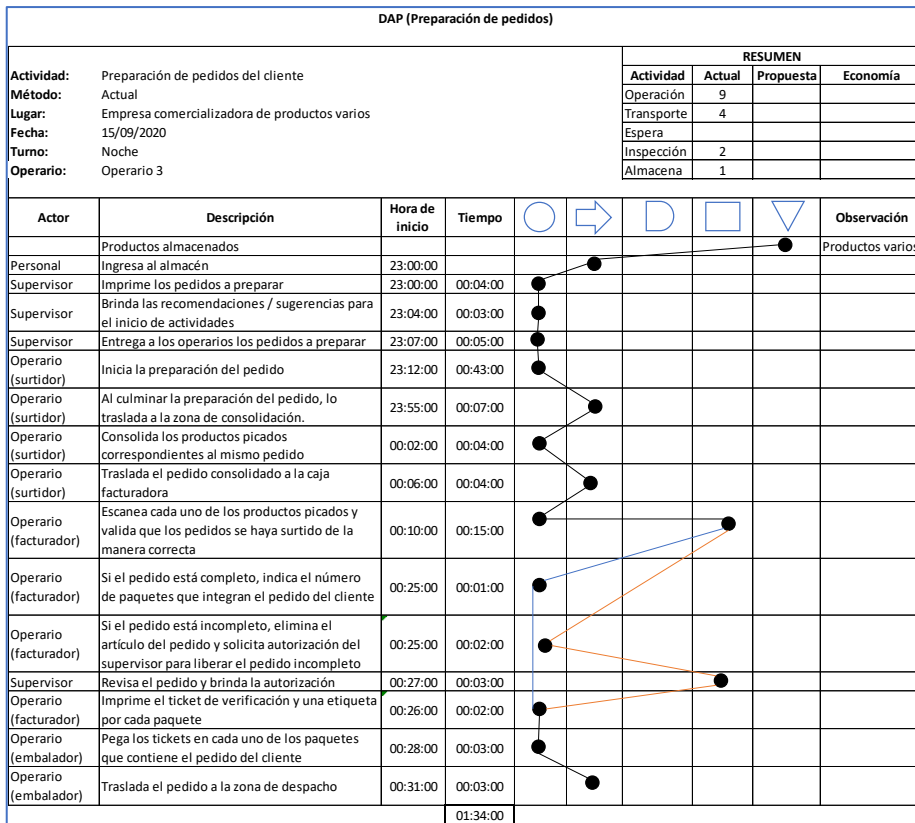 DAP (Preparación de pedidos)
RESUMEN
Actividad: Preparación de pedidos del cliente
Actividad Actual Propuesta Economía
Método: Actual
Operación 9
Lugar: Empresa comercializadora de productos varios
Transporte 4
Fecha: 15/09/2020
Espera
Turno: Noche
Inspección 2
Operario: Operario 3
Almacena 1
Actor Descripción Hora de inicio Tiempo Observación
Productos almacenados Productos varios
Personal Ingresa al almacén 23:00:00
Supervisor Imprime los pedidos a preparar 23:00:00 00:04:00
Supervisor Brinda las recomendaciones / sugerencias para
el inicio de actividades 23:04:00 00:03:00
Supervisor Entrega a los operarios los pedidos a preparar 23:07:00 00:05:00
Operario
(surtidor) Inicia la preparación del pedido 23:12:00 00:43:00
Operario
(surtidor) Al culminar la preparación del pedido, lo
traslada a la zona de consolidación. 23:55:00 00:07:00
Operario
(surtidor) Consolida los productos picados
correspondientes al mismo pedido 00:02:00 00:04:00
Operario
(surtidor) Traslada el pedido consolidado a la caja
facturadora 00:06:00 00:04:00
Operario
(facturador) Escanea cada uno de los productos picados y
valida que los pedidos se haya surtido de la
manera correcta 00:10:00 00:15:00
Operario
(facturador) Si el pedido está completo, indica el número
de paquetes que integran el pedido del cliente 00:25:00 00:01:00
Operario
(facturador) Si el pedido está incompleto, elimina el
artículo del pedido y solicita autorización del
supervisor para liberar el pedido incompleto 00:25:00 00:02:00
Supervisor Revisa el pedido y brinda la autorización 00:27:00 00:03:00
Operario
(facturador) Imprime el ticket de verificación y una etiqueta
por cada paquete 00:26:00 00:02:00
Operario
(embalador) Pega los tickets en cada uno de los paquetes
que contiene el pedido del cliente 00:28:00 00:03:00
Operario
(embalador) Traslada el pedido a la zona de despacho 00:31:00 00:03:00
01:34:00